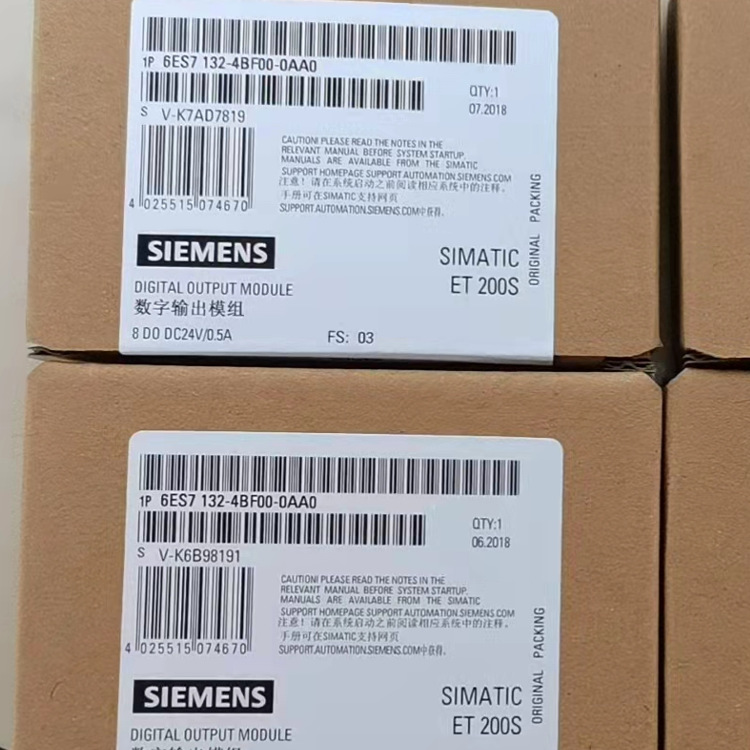 1P 6ES7 132-4BF00-0AA0
QTY:1
07.2018
S V-K7AD7819
CAUTION! PLEASE READ THE NOTES IN THE
RELEVANT MANUAL BEFORE SYSTEM STARTUP.
MANUALS ARE AVAILABLE FROM THE SIMATIC
SUPPORT HOMEPAGE SUPPORT.AUTOMATION.SIEMENS.COM
注意！请在系统启动之前阅读相应系统中的注释。
手册可在SIMATIC支持网页
SUPPORT.AUTOMATION.SIEMENS.COM中获得.
4 025515 074670
ORIGINAL PACKING
SIEMENS
SIMATIC
ET 200S
DIGITAL OUTPUT MODULE
数字输出模组
8 DO DC24V/0.5A
FS: 03
1P 6ES7 132-4BF00-0AA0
QTY:1
06.2018
S V-K6B98191
CAUTION! PLEASE READ THE NOTES IN THE
RELEVANT MANUAL BEFORE SYSTEM STARTUP.
MANUALS ARE AVAILABLE FROM THE SIMATIC
SUPPORT HOMEPAGE SUPPORT.AUTOMATION.SIEMENS.COM
注意！请在系统启动之前阅读相应系统中的注释。
手册可在SIMATIC支持网页
SUPPORT.AUTOMATION.SIEMENS.COM中获得.
4 025515 074670
ORIGINAL PACKING
SIEMENS
SIMATIC
ET 200S
DIGITAL OUTPUT MODULE